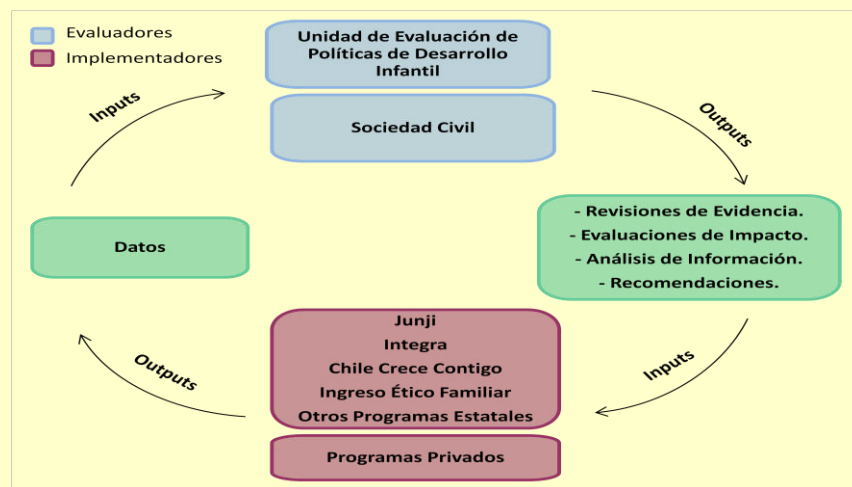 Evaluadores
Implementadores
Unidad de Evaluación de
Políticas de Desarrollo
Infantil
Sociedad Civil
Inputs
Outputs
Datos
- Revisiones de Evidencia.
- Evaluaciones de Impacto.
- Análisis de Información.
- Recomendaciones.
Junji
Integra
Chile Crece Contigo
Ingreso Ético Familiar
Otros Programas Estatales
Outputs
Inputs
Programas Privados